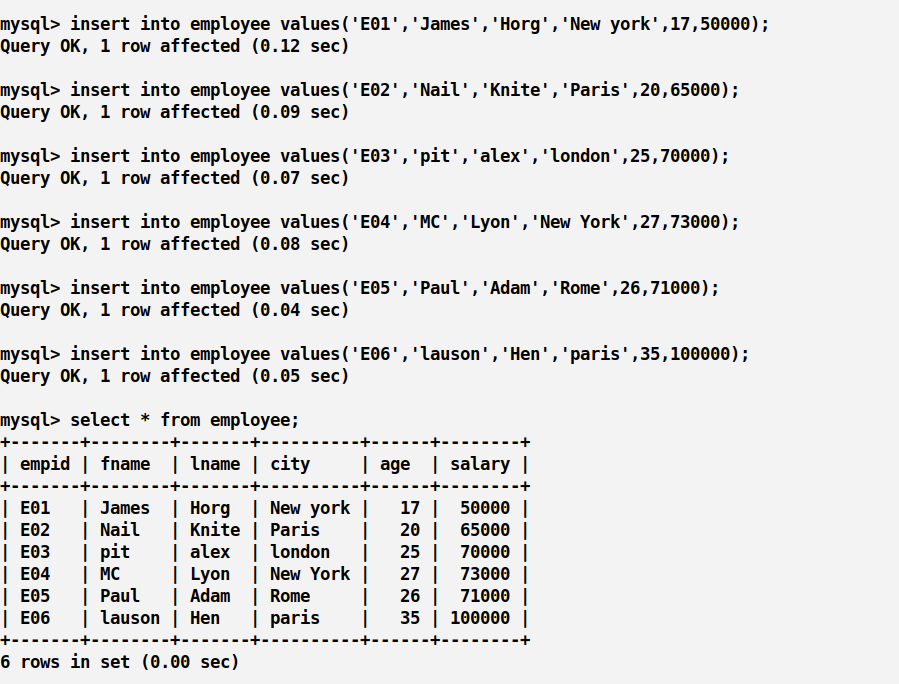 mysql> insert into employee values('E01','James','Horg','New york',17,50000);
Query OK, 1 row affected (0.12 sec)
mysql> insert into employee values('E02','Nail','Knite','Paris',20,65000);
Query OK, 1 row affected (0.09 sec)
mysql> insert into employee values('E03','pit','alex','london',25,70000);
Query OK, 1 row affected (0.07 sec)
mysql> insert into employee values('E04','MC','Lyon','New York',27,73000);
Query OK, 1 row affected (0.08 sec)
mysql> insert into employee values('E05','Paul','Adam','Rome',26,71000);
Query OK, 1 row affected (0.04 sec)
mysql> insert into employee values('E06','lauson','Hen','paris',35,100000);
Query OK, 1 row affected (0.05 sec)
mysql> select * from employee;
+-------+--------+-------+----------+------+--------+
| empid | fname  | lname | city     | age  | salary |
+-------+--------+-------+----------+------+--------+
| E01   | James  | Horg  | New york |   17 |  50000 |
| E02   | Nail   | Knite | Paris    |   20 |  65000 |
| E03   | pit    | alex  | london   |   25 |  70000 |
| E04   | MC     | Lyon  | New York |   27 |  73000 |
| E05   | Paul   | Adam  | Rome     |   26 |  71000 |
| E06   | lauson | Hen   | paris    |   35 | 100000 |
+-------+--------+-------+----------+------+--------+
6 rows in set (0.00 sec)